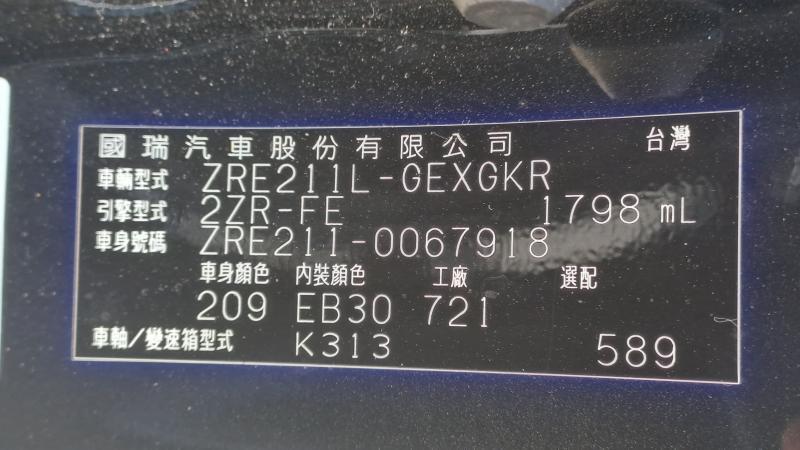 國瑞汽車股份有限公司 台灣
車輛型式 ZRE211L-GEXGKR
引擎型式 2ZR-FE 1798 mL
車身號碼 ZRE211-0067918
車身顏色 內裝顏色 工廠 選配
209 EB30 721
車軸/變速箱型式 K313 589